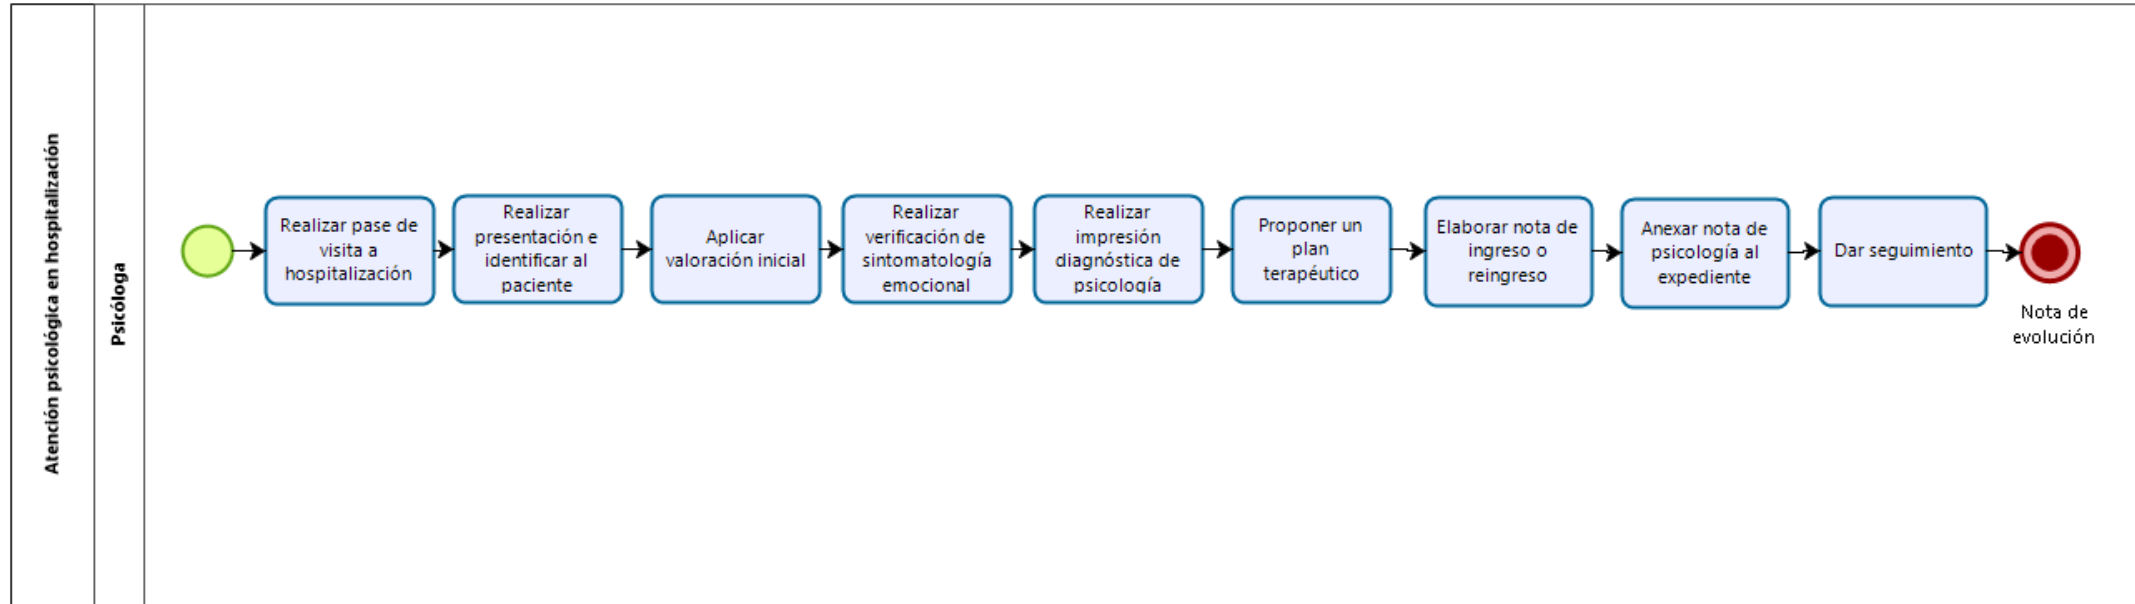 Atención psicológica en hospitalización
Psicóloga
Realizar pase de
visita a
hospitalización
Realizar
presentación e
identificar al
paciente
Aplicar
valoración inicial
Realizar
verificación de
sintomatología
emocional
Realizar
impresión
diagnóstica de
psicología
Proponer un
plan
terapéutico
Elaborar nota de
ingreso o
reingreso
Anexar nota de
psicología al
expediente
Dar seguimiento
Nota de
evolución